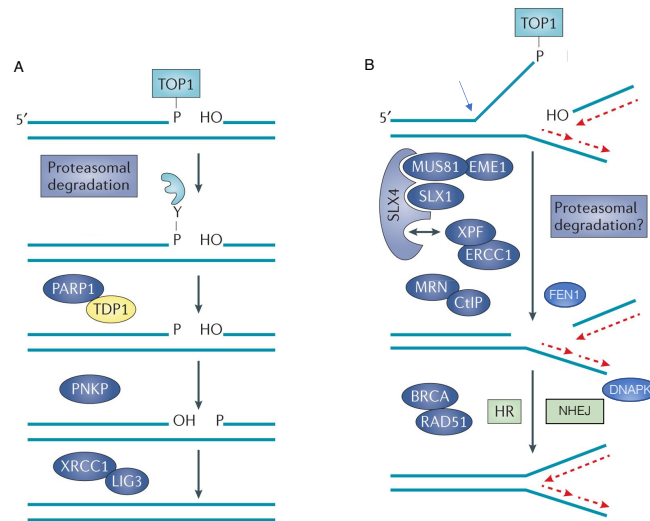 A
TOP1
P HO
5′
Proteasomal
degradation
Y
P HO
PARP1
TDP1
P HO
PNKP
OH P
XRCC1
LIG3
B
TOP1
P
HO
5′
MUS81 EME1
SLX4
SLX1
Proteasomal
degradation?
XPF
ERCC1
MRN
CtIP
FEN1
DNAPK
BRCA
RAD51
HR
NHEJ